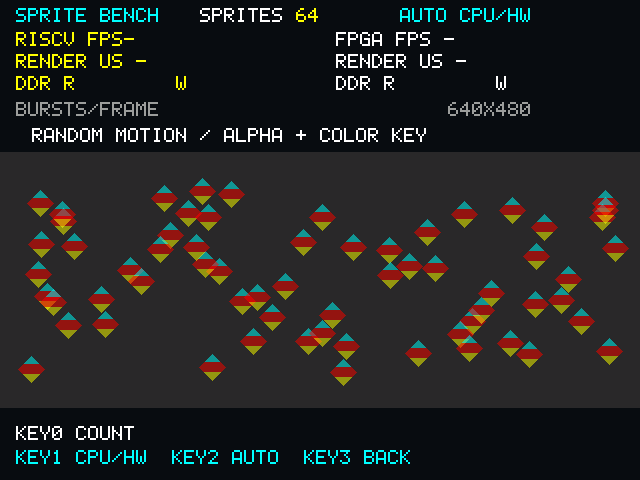 SPRITE BENCH SPRITES 64 AUTO CPU/HW
RISCV FPS- FPGA FPS -
RENDER US - RENDER US -
DDR R W DDR R W
BURSTS/FRAME 640X480
RANDOM MOTION / ALPHA + COLOR KEY
KEY0 COUNT
KEY1 CPU/HW KEY2 AUTO KEY3 BACK